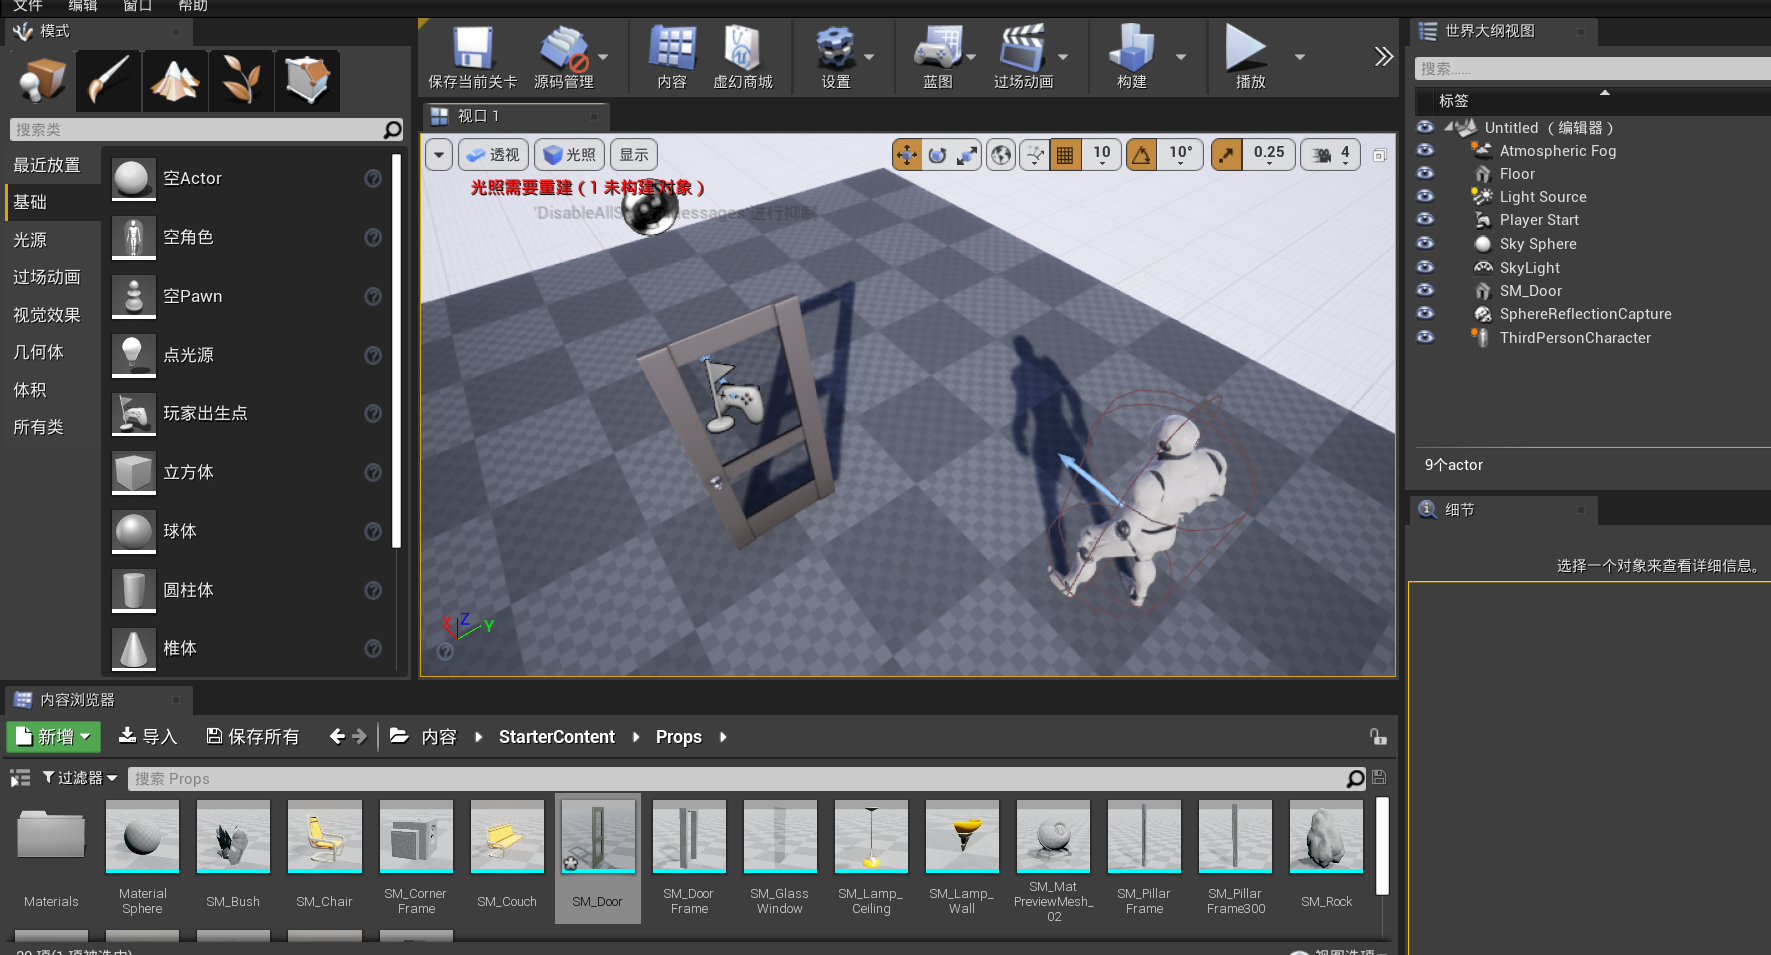 文件 编辑 窗口 帮助
模式
保存当前关卡 源码管理 内容 虚幻商城 设置 蓝图 过场动画 构建 播放
世界大纲视图
搜索......
视口 1
标签
搜索类
透视 光照 显示 10 10° 0.25 4
Untitled （编辑器）
最近放置 空Actor
光照需要重建 ( 1 未构建 对象 )
Atmospheric Fog
Floor
基础
Light Source
光源 空角色
Player Start
Sky Sphere
过场动画 空Pawn
SkyLight
SM_Door
视觉效果
SphereReflectionCapture
几何体 点光源
ThirdPersonCharacter
体积
所有类 玩家出生点
立方体
9个actor
细节
球体
选择一个对象来查看详细信息。
圆柱体
X Z Y
椎体
内容浏览器
新增 导入 保存所有 内容 StarterContent Props
过滤器 搜索 Props
Materials
Material Sphere
SM_Bush
SM_Chair
SM_Corner Frame
SM_Couch
SM_Door
SM_Door Frame
SM_Glass Window
SM_Lamp_ Ceiling
SM_Lamp_ Wall
SM_Mat PreviewMesh_ 02
SM_Pillar Frame
SM_Pillar Frame300
SM_Rock
视图选项